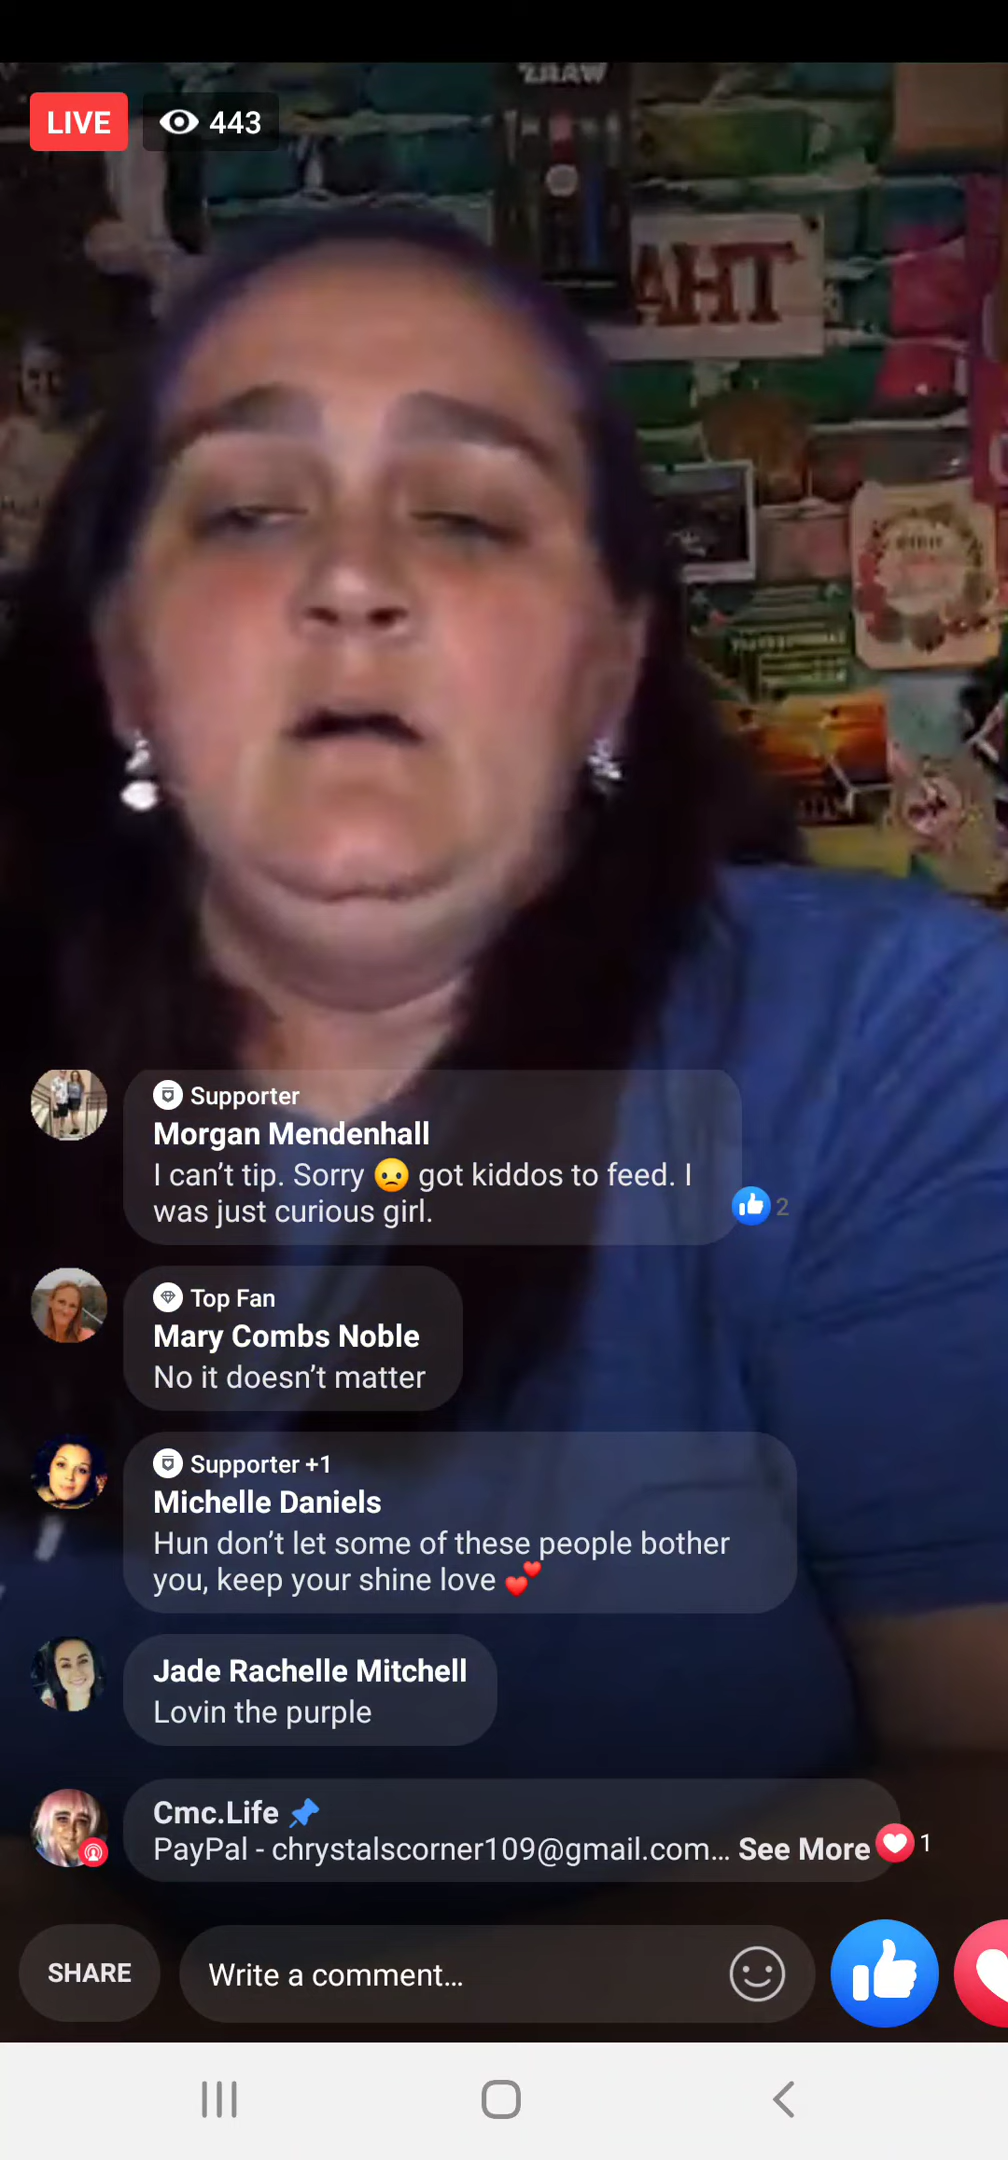 LIVE 443
AHT
Supporter
Morgan Mendenhall
I can't tip. Sorry 😞 got kiddos to feed. I
was just curious girl.
2
Top Fan
Mary Combs Noble
No it doesn't matter
Supporter +1
Michelle Daniels
Hun don't let some of these people bother
you, keep your shine love 💕
Jade Rachelle Mitchell
Lovin the purple
Cmc.Life 📌
PayPal - chrystalscorner109@gmail.com... See More
1
SHARE
Write a comment...